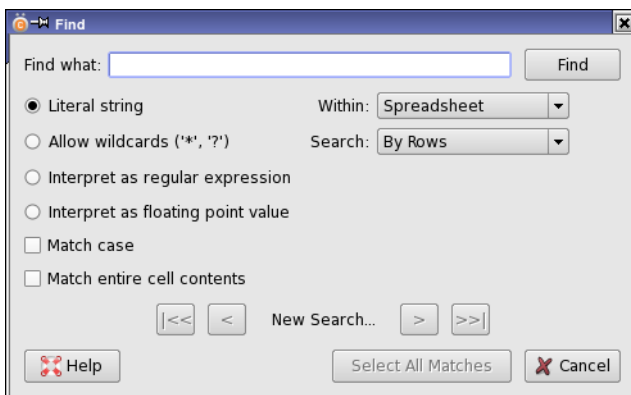 Find
Find what: Find
Literal string Within: Spreadsheet
Allow wildcards ('*', '?') Search: By Rows
Interpret as regular expression
Interpret as floating point value
Match case
Match entire cell contents
|<< < New Search... > >>|
Help Select All Matches Cancel